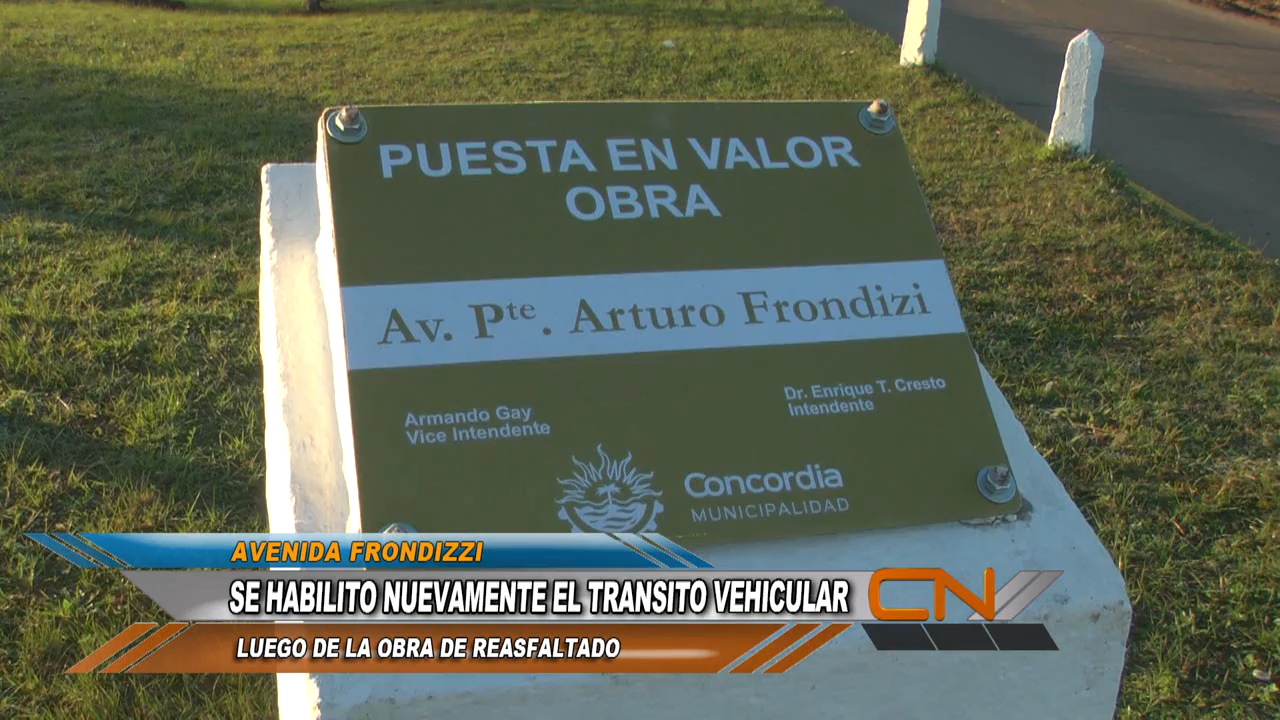 PUESTA EN VALOR
OBRA
Av. Pte. Arturo Frondizi
Armando Gay
Vice Intendente
Dr. Enrique T. Cresto
Intendente
Concordia
MUNICIPALIDAD
AVENIDA FRONDIZZI
SE HABILITO NUEVAMENTE EL TRANSITO VEHICULAR
LUEGO DE LA OBRA DE REASFALTADO
CN